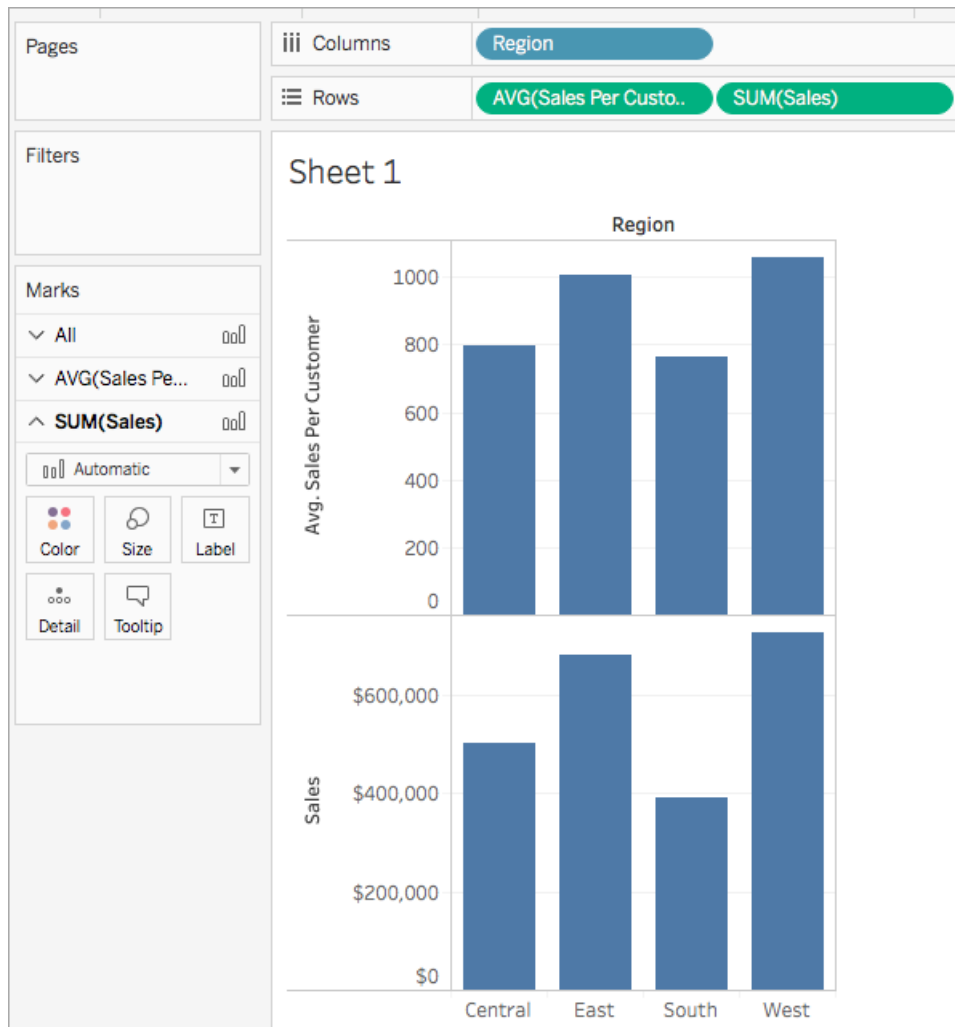 Pages
Columns
Region
Rows
AVG(Sales Per Custo..
SUM(Sales)
Filters
Marks
All
AVG(Sales Pe...
SUM(Sales)
Automatic
Color
Size
T
Label
Detail
Tooltip
Sheet 1
Region
Avg. Sales Per Customer
1000
800
600
400
200
0
Sales
$600,000
$400,000
$200,000
$0
Central East South West